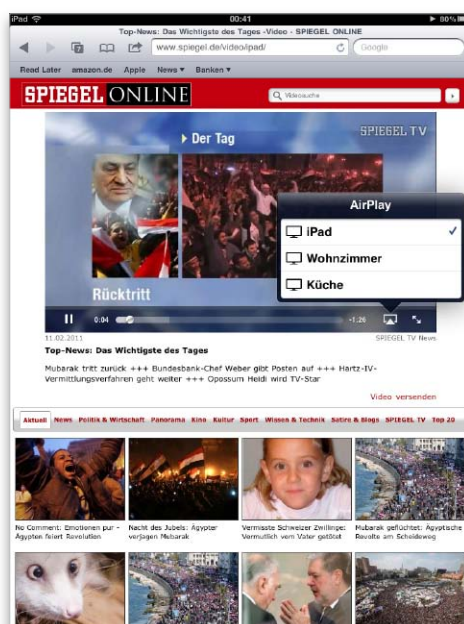 iPad 00:41 80%
Top-News: Das Wichtigste des Tages -Video - SPIEGEL ONLINE
www.spiegel.de/video/ipad/ Google
Read Later amazon.de Apple News ▾ Banken ▾
SPIEGEL ONLINE Videosuche
SPIEGEL TV
Der Tag
AirPlay
iPad
Wohnzimmer
Küche
Rücktritt
0:04 -1:26
11.02.2011 SPIEGEL TV News
Top-News: Das Wichtigste des Tages
Mubarak tritt zurück +++ Bundesbank-Chef Weber gibt Posten auf +++ Hartz-IV-
Vermittlungsverfahren geht weiter +++ Opossum Heidi wird TV-Star
Video versenden
Aktuell News Politik & Wirtschaft Panorama Kino Kultur Sport Wissen & Technik Satire & Blogs SPIEGEL TV Top 20
No Comment: Emotionen pur - Nacht des Jubels: Ägypter Vermisste Schweizer Zwillinge: Mubarak geflüchtet: Ägyptische
Ägypten feiert Revolution verjagen Mubarak Vermutlich vom Vater getötet Revolte am Scheideweg